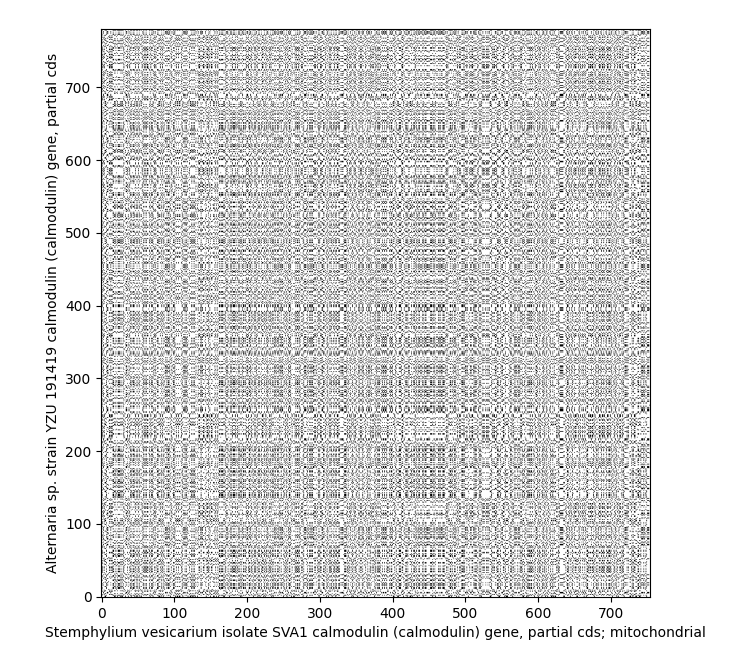 Alternaria sp. strain YZU 191419 calmodulin (calmodulin) gene, partial cds
700
600
500
400
300
200
100
0
0 100 200 300 400 500 600 700
Stemphylium vesicarium isolate SVA1 calmodulin (calmodulin) gene, partial cds; mitochondrial